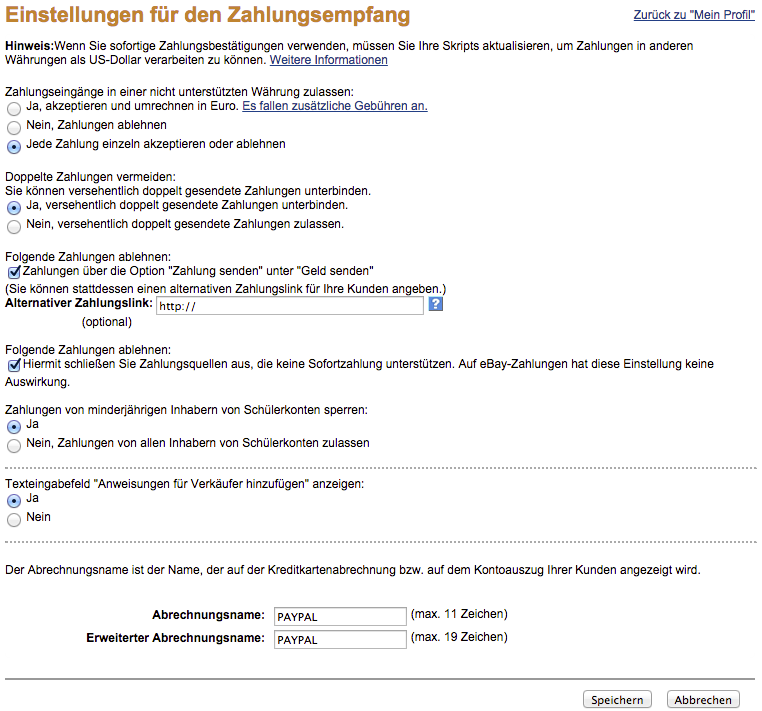 Einstellungen für den Zahlungsempfang
Zurück zu "Mein Profil"
Hinweis:Wenn Sie sofortige Zahlungsbestätigungen verwenden, müssen Sie Ihre Skripts aktualisieren, um Zahlungen in anderen
Währungen als US-Dollar verarbeiten zu können. Weitere Informationen
Zahlungseingänge in einer nicht unterstützten Währung zulassen:
Ja, akzeptieren und umrechnen in Euro. Es fallen zusätzliche Gebühren an.
Nein, Zahlungen ablehnen
Jede Zahlung einzeln akzeptieren oder ablehnen
Doppelte Zahlungen vermeiden:
Sie können versehentlich doppelt gesendete Zahlungen unterbinden.
Ja, versehentlich doppelt gesendete Zahlungen unterbinden.
Nein, versehentlich doppelt gesendete Zahlungen zulassen.
Folgende Zahlungen ablehnen:
Zahlungen über die Option "Zahlung senden" unter "Geld senden"
(Sie können stattdessen einen alternativen Zahlungslink für Ihre Kunden angeben.)
Alternativer Zahlungslink: http:// ?
(optional)
Folgende Zahlungen ablehnen:
Hiermit schließen Sie Zahlungsquellen aus, die keine Sofortzahlung unterstützen. Auf eBay-Zahlungen hat diese Einstellung keine
Auswirkung.
Zahlungen von minderjährigen Inhabern von Schülerkonten sperren:
Ja
Nein, Zahlungen von allen Inhabern von Schülerkonten zulassen
Texteingabefeld "Anweisungen für Verkäufer hinzufügen" anzeigen:
Ja
Nein
Der Abrechnungsname ist der Name, der auf der Kreditkartenabrechnung bzw. auf dem Kontoauszug Ihrer Kunden angezeigt wird.
Abrechnungsname: PAYPAL (max. 11 Zeichen)
Erweiterter Abrechnungsname: PAYPAL (max. 19 Zeichen)
Speichern Abbrechen